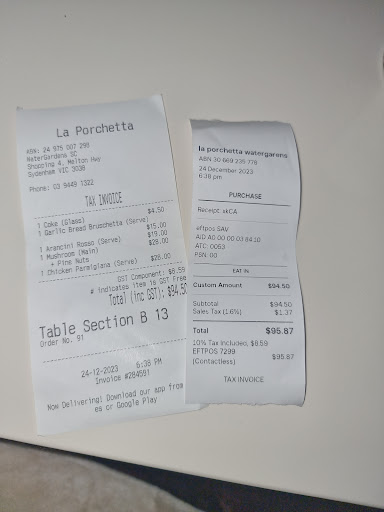 La Porchetta
ABN: 24 975 007 299
WaterGardens SC
Shopping 4, Melton Hwy
Sydenham VIC 3038
Phone: 03 9449 1322
TAX INVOICE
1 Coke (Glass) $4.50
1 Garlic Bread Bruschetta (Serve) $15.00
1 Arancini Rosso (Serve) $19.00
1 Mushroom (Main) $28.00
+ Pine Nuts
1 Chicken Parmigiana (Serve) $28.00
GST Component: $8.59
# indicates item is GST Free
Total (inc GST): $94.50
Table Section B 13
Order No. 91
24-12-2023 6:38 PM
Invoice #284591
Now Delivering! Download our app from
es or Google Play
la porchetta watergarens
ABN 30 669 235 779
24 December 2023
6:38 pm
PURCHASE
Receipt: skCA
eftpos SAV
AID A0 00 00 03 84 10
ATC: 0053
PSN: 00
EAT IN
Custom Amount $94.50
Subtotal $94.50
Sales Tax (1.6%) $1.37
Total $95.87
10% Tax Included, $8.59
EFTPOS 7299 $95.87
(Contactless)
TAX INVOICE